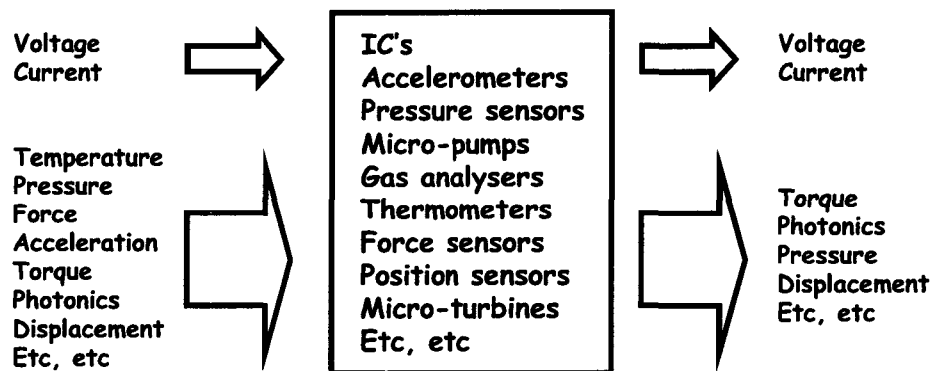 Voltage
Current
Temperature
Pressure
Force
Acceleration
Torque
Photonics
Displacement
Etc, etc
IC's
Accelerometers
Pressure sensors
Micro-pumps
Gas analysers
Thermometers
Force sensors
Position sensors
Micro-turbines
Etc, etc
Voltage
Current
Torque
Photonics
Pressure
Displacement
Etc, etc